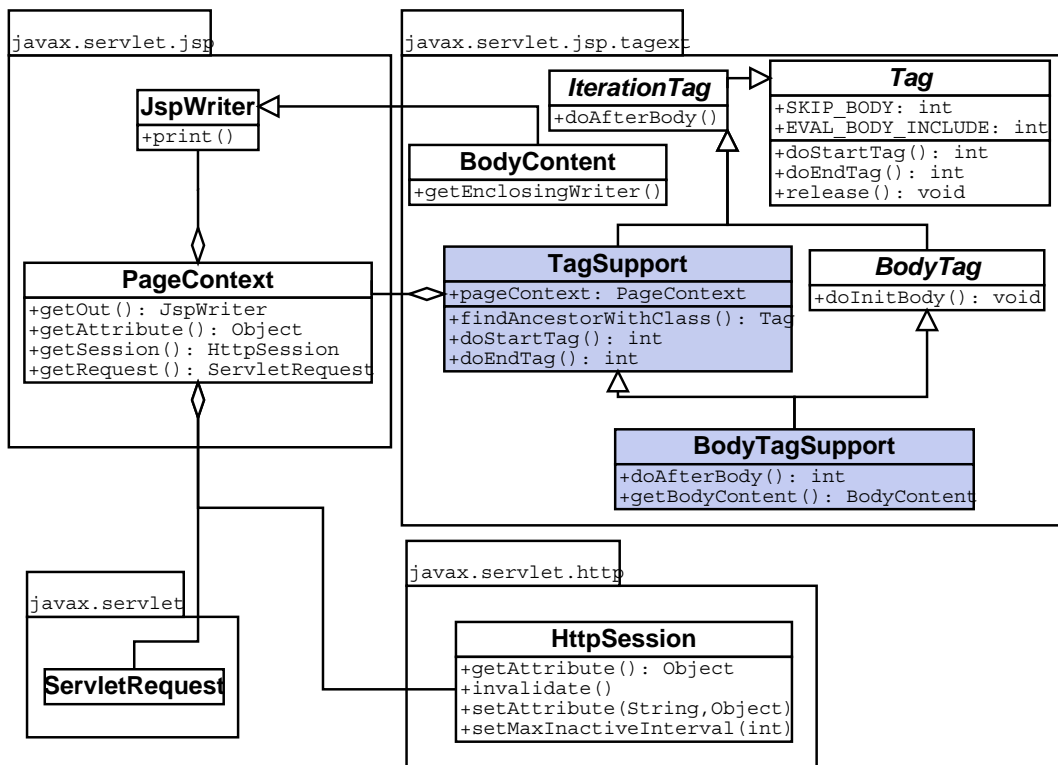 javax.servlet.jsp
JspWriter
+print()
PageContext
+getOut(): JspWriter
+getAttribute(): Object
+getSession(): HttpSession
+getRequest(): ServletRequest
javax.servlet.jsp.tagext
IterationTag
+doAfterBody()
Tag
+SKIP_BODY: int
+EVAL_BODY_INCLUDE: int
+doStartTag(): int
+doEndTag(): int
+release(): void
BodyContent
+getEnclosingWriter()
TagSupport
+pageContext: PageContext
+findAncestorWithClass(): Tag
+doStartTag(): int
+doEndTag(): int
BodyTag
+doInitBody(): void
BodyTagSupport
+doAfterBody(): int
+getBodyContent(): BodyContent
javax.servlet
ServletRequest
javax.servlet.http
HttpSession
+getAttribute(): Object
+invalidate()
+setAttribute(String,Object)
+setMaxInactiveInterval(int)